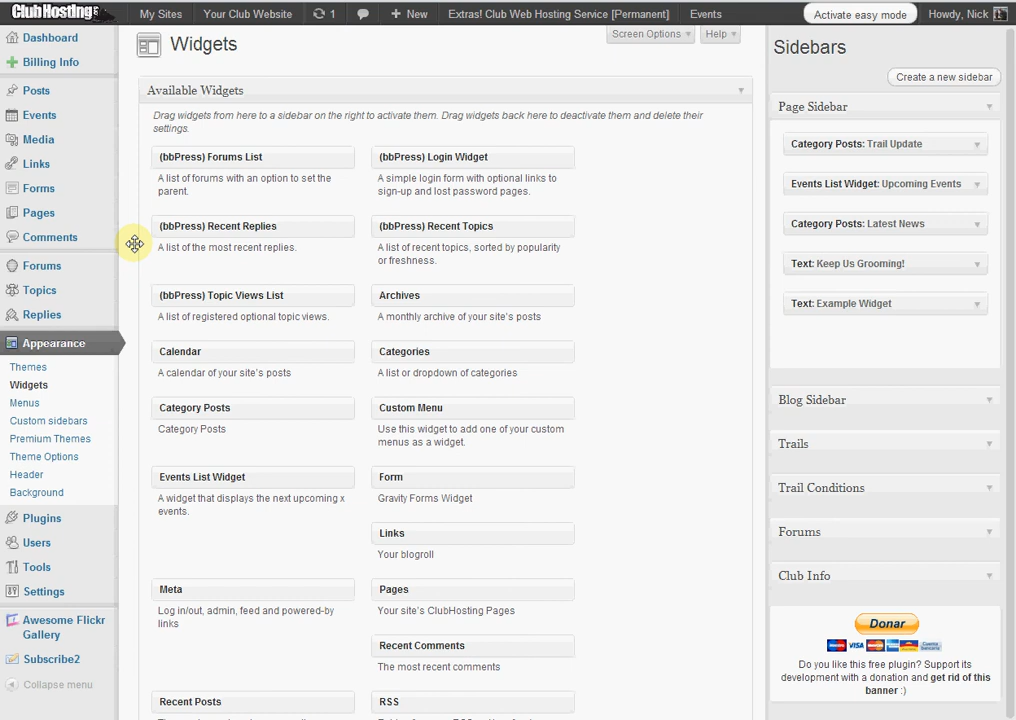 ClubHosting
My Sites
Your Club Website
1
New
Extras! Club Web Hosting Service [Permanent]
Events
Activate easy mode
Howdy, Nick
Dashboard
Billing Info
Posts
Events
Media
Links
Forms
Pages
Comments
Forums
Topics
Replies
Appearance
Themes
Widgets
Menus
Custom sidebars
Premium Themes
Theme Options
Header
Background
Plugins
Users
Tools
Settings
Awesome Flickr
Gallery
Subscribe2
Collapse menu
Widgets
Screen Options
Help
Available Widgets
Drag widgets from here to a sidebar on the right to activate them. Drag widgets back here to deactivate them and delete their
settings.
(bbPress) Forums List
A list of forums with an option to set the
parent.
(bbPress) Login Widget
A simple login form with optional links to
sign-up and lost password pages.
(bbPress) Recent Replies
A list of the most recent replies.
(bbPress) Recent Topics
A list of recent topics, sorted by popularity
or freshness.
(bbPress) Topic Views List
A list of registered optional topic views.
Archives
A monthly archive of your site's posts
Calendar
A calendar of your site's posts
Categories
A list or dropdown of categories
Category Posts
Category Posts
Custom Menu
Use this widget to add one of your custom
menus as a widget.
Events List Widget
A widget that displays the next upcoming x
events.
Form
Gravity Forms Widget
Links
Your blogroll
Meta
Log in/out, admin, feed and powered-by
links
Pages
Your site's ClubHosting Pages
Recent Comments
The most recent comments
Recent Posts
RSS
Sidebars
Create a new sidebar
Page Sidebar
Category Posts: Trail Update
Events List Widget: Upcoming Events
Category Posts: Latest News
Text: Keep Us Grooming!
Text: Example Widget
Blog Sidebar
Trails
Trail Conditions
Forums
Club Info
Donar
VISA
Do you like this free plugin? Support its
development with a donation and get rid of this
banner :)